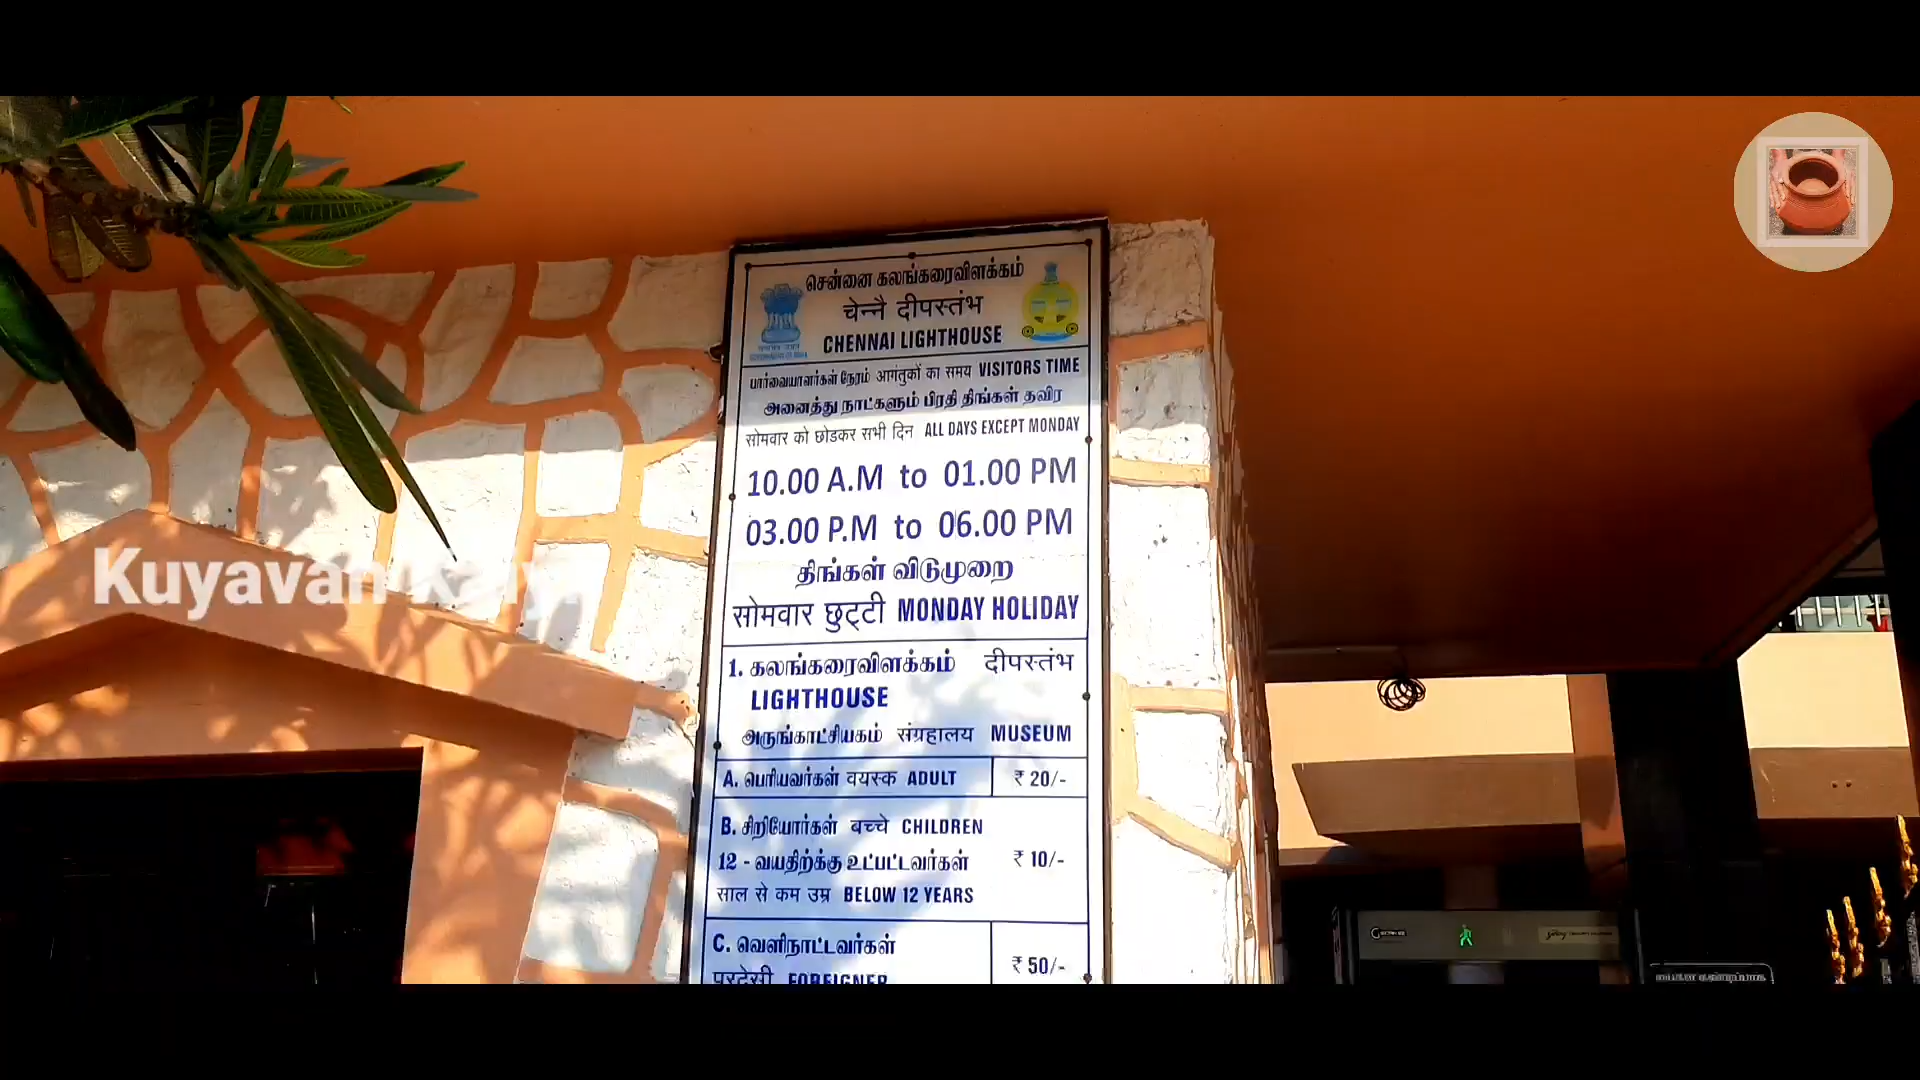 சென்னை கலங்கரைவிளக்கம்
चेन्नै दीपस्तंभ
CHENNAI LIGHTHOUSE
பார்வையாளர்கள் நேரம் आगंतुकों का समय VISITORS TIME
அனைத்து நாட்களும் பிரதி திங்கள் தவிர
सोमवार को छोडकर सभी दिन ALL DAYS EXCEPT MONDAY
10.00 A.M to 01.00 PM
03.00 P.M to 06.00 PM
திங்கள் விடுமுறை
सोमवार छुट्टी MONDAY HOLIDAY
1. கலங்கரைவிளக்கம் दीपस्तंभ
LIGHTHOUSE
அருங்காட்சியகம் संग्रहालय MUSEUM
A. பெரியவர்கள் वयस्क ADULT ₹ 20/-
B. சிறியோர்கள் बच्चे CHILDREN
12 - வயதிற்க்கு உட்பட்டவர்கள் ₹ 10/-
साल से कम उम्र BELOW 12 YEARS
C. வெளிநாட்டவர்கள் ₹ 50/-
परदेसी FOREIGNER
Kuyavan